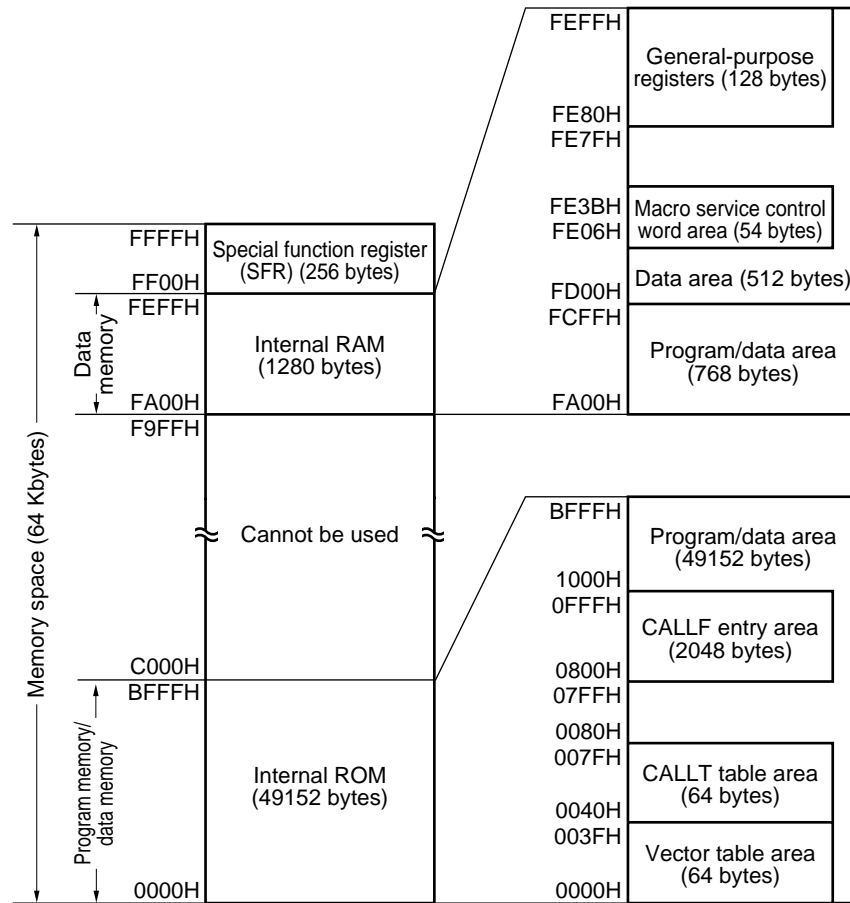 FEFFH
General-purpose
registers (128 bytes)
FE80H
FE7FH
FE3BH
Macro service control
FE06H
word area (54 bytes)
Data area (512 bytes)
FD00H
FCFFH
Program/data area
(768 bytes)
FA00H
FFFFH
Special function register
(SFR) (256 bytes)
FF00H
FEFFH
Internal RAM
(1280 bytes)
Data
memory
FA00H
F9FFH
Memory space (64 Kbytes)
Cannot be used
C000H
BFFFH
Program memory/
data memory
Internal ROM
(49152 bytes)
0000H
BFFFH
Program/data area
(49152 bytes)
1000H
0FFFH
CALLF entry area
(2048 bytes)
0800H
07FFH
0080H
007FH
CALLT table area
(64 bytes)
0040H
003FH
Vector table area
(64 bytes)
0000H